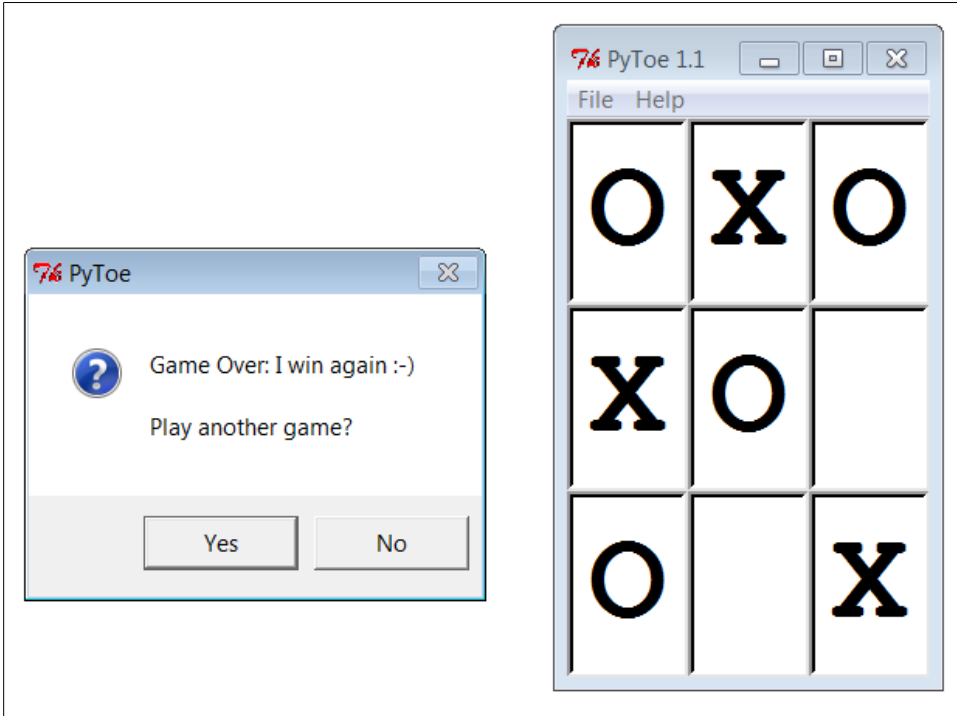 PyToe 1.1
File Help
O X O
X O
O X
PyToe
Game Over: I win again :-)
Play another game?
Yes No